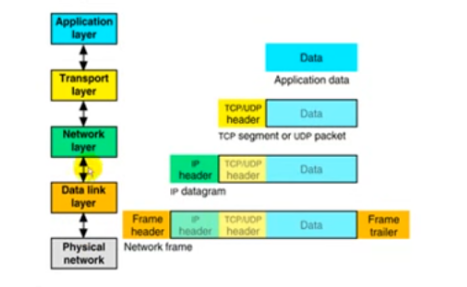 Application
layer
Data
Application data
Transport
layer
TCP/UDP
header
Data
TCP segment or UDP packet
Network
layer
IP
header
TCP/UDP
header
Data
IP datagram
Data link
layer
Frame
header
IP
header
TCP/UDP
header
Data
Frame
trailer
Physical
network
Network frame